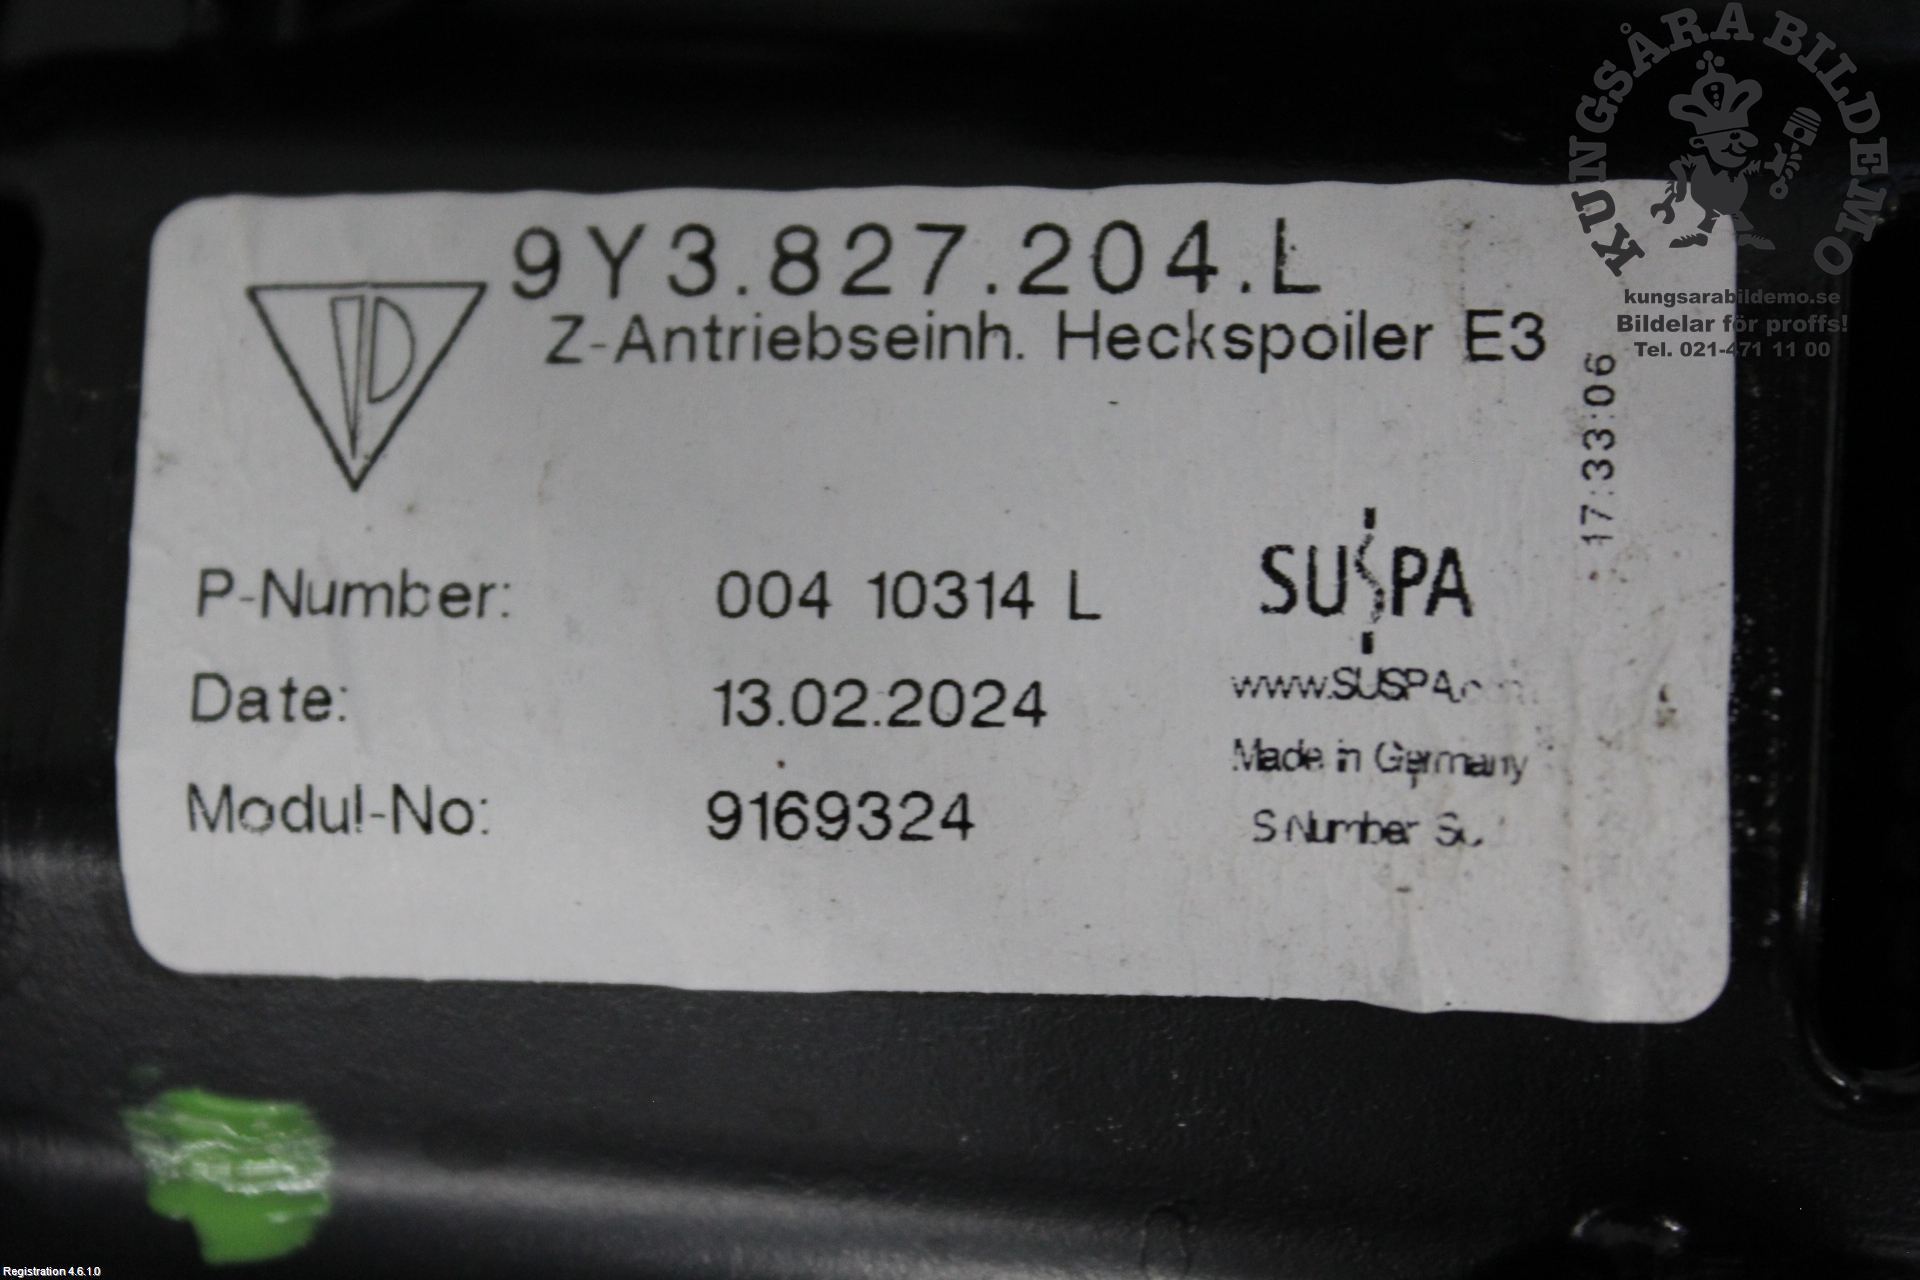 KUNGSÅRA BILDEMO
kungsarabildemo.se
Bildelar för proffs!
Tel. 021-471 11 00
9Y3.827.204.L
Z-Antriebseinh. Heckspoiler E3
17:33:06
P-Number: 004 10314 L
SUSPA
Date: 13.02.2024
Modul-No: 9169324
Made in Germany
S-Number
Registration 4.6.1.0